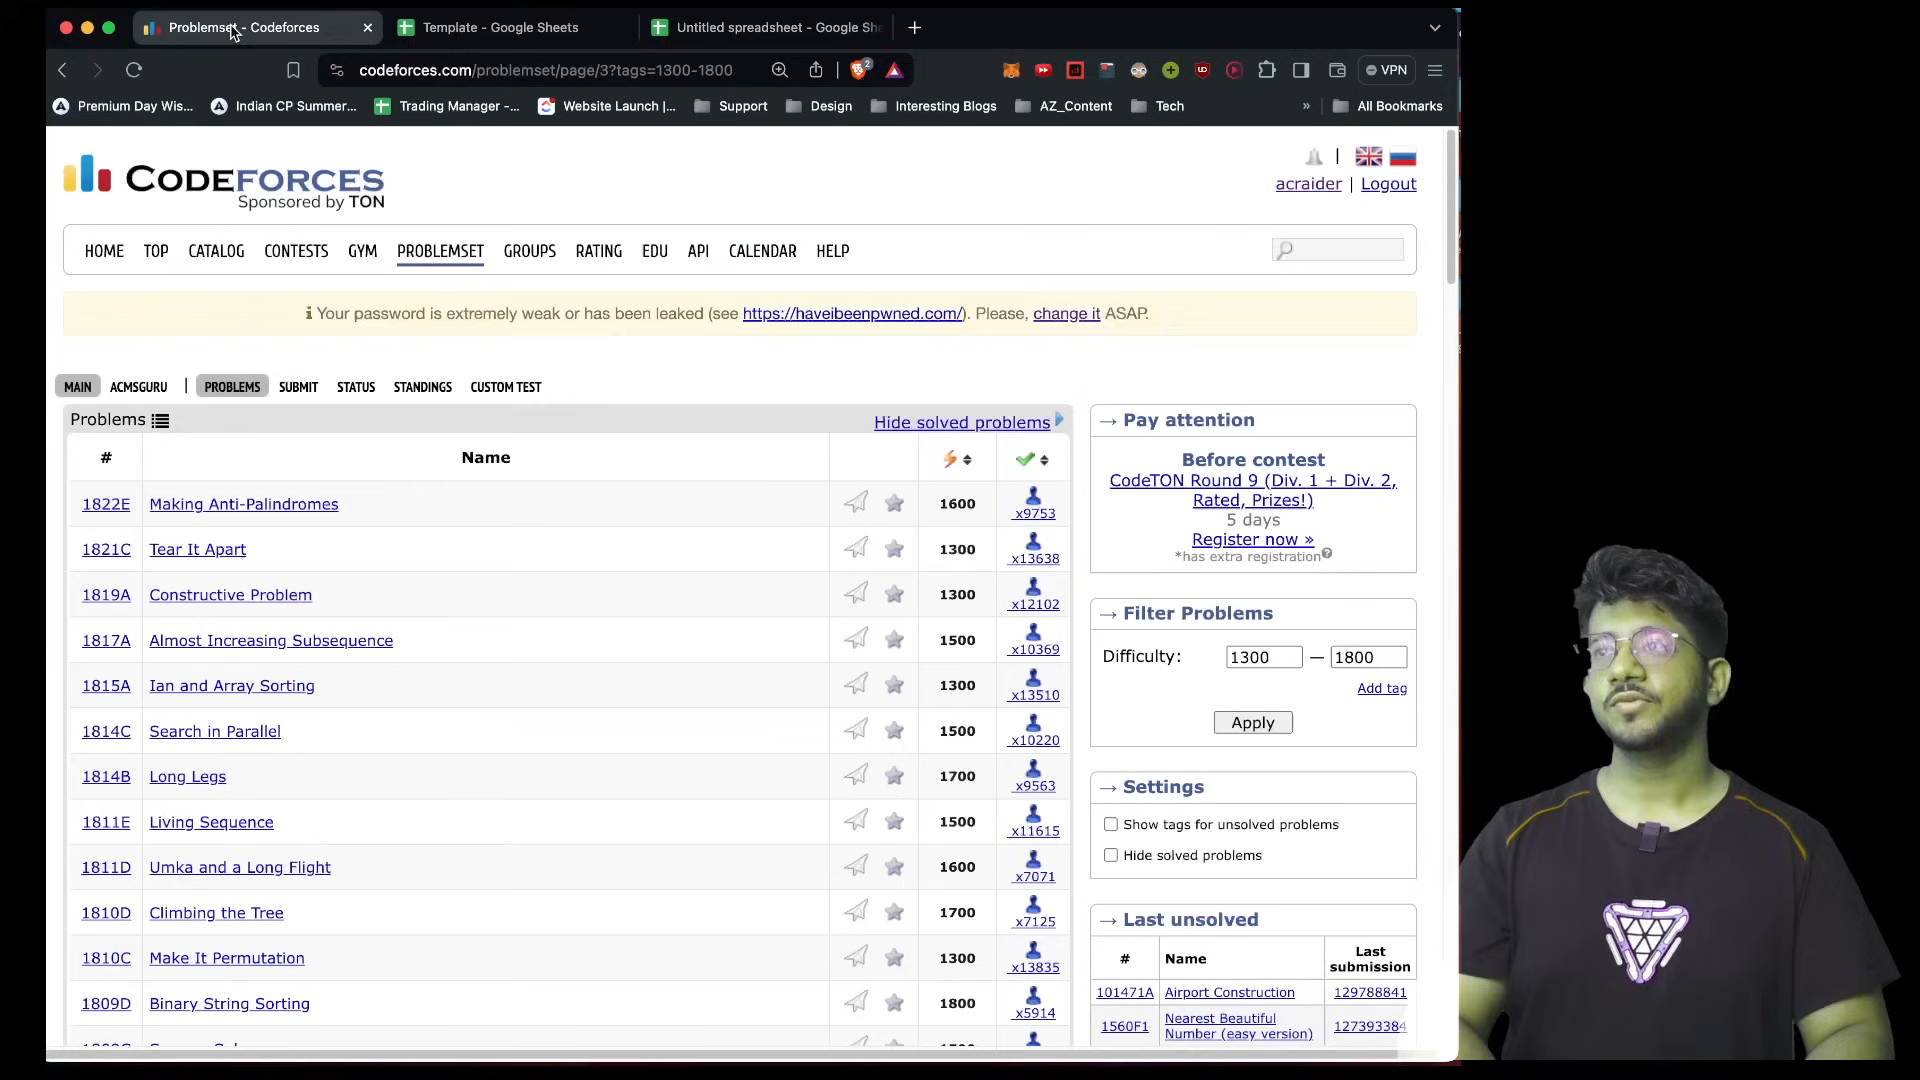 Problemset - Codeforces
Template - Google Sheets
Untitled spreadsheet - Google She
codeforces.com/problemset/page/3?tags=1300-1800
2
VPN
Premium Day Wis...
Indian CP Summer...
Trading Manager -...
Website Launch |...
Support
Design
Interesting Blogs
AZ_Content
Tech
»
All Bookmarks
CODEFORCES
Sponsored by TON
acraider | Logout
HOME TOP CATALOG CONTESTS GYM PROBLEMSET GROUPS RATING EDU API CALENDAR HELP
Your password is extremely weak or has been leaked (see https://haveibeenpwned.com/). Please, change it ASAP.
MAIN ACMSGURU | PROBLEMS SUBMIT STATUS STANDINGS CUSTOM TEST
Problems
Hide solved problems
# Name
1822E Making Anti-Palindromes 1600 x9753
1821C Tear It Apart 1300 x13638
1819A Constructive Problem 1300 x12102
1817A Almost Increasing Subsequence 1500 x10369
1815A Ian and Array Sorting 1300 x13510
1814C Search in Parallel 1500 x10220
1814B Long Legs 1700 x9563
1811E Living Sequence 1500 x11615
1811D Umka and a Long Flight 1600 x7071
1810D Climbing the Tree 1700 x7125
1810C Make It Permutation 1300 x13835
1809D Binary String Sorting 1800 x5914
→ Pay attention
Before contest
CodeTON Round 9 (Div. 1 + Div. 2,
Rated, Prizes!)
5 days
Register now »
*has extra registration?
→ Filter Problems
Difficulty: 1300 — 1800
Add tag
Apply
→ Settings
Show tags for unsolved problems
Hide solved problems
→ Last unsolved
# Name Last submission
101471A Airport Construction 129788841
1560F1 Nearest Beautiful Number (easy version) 127393384